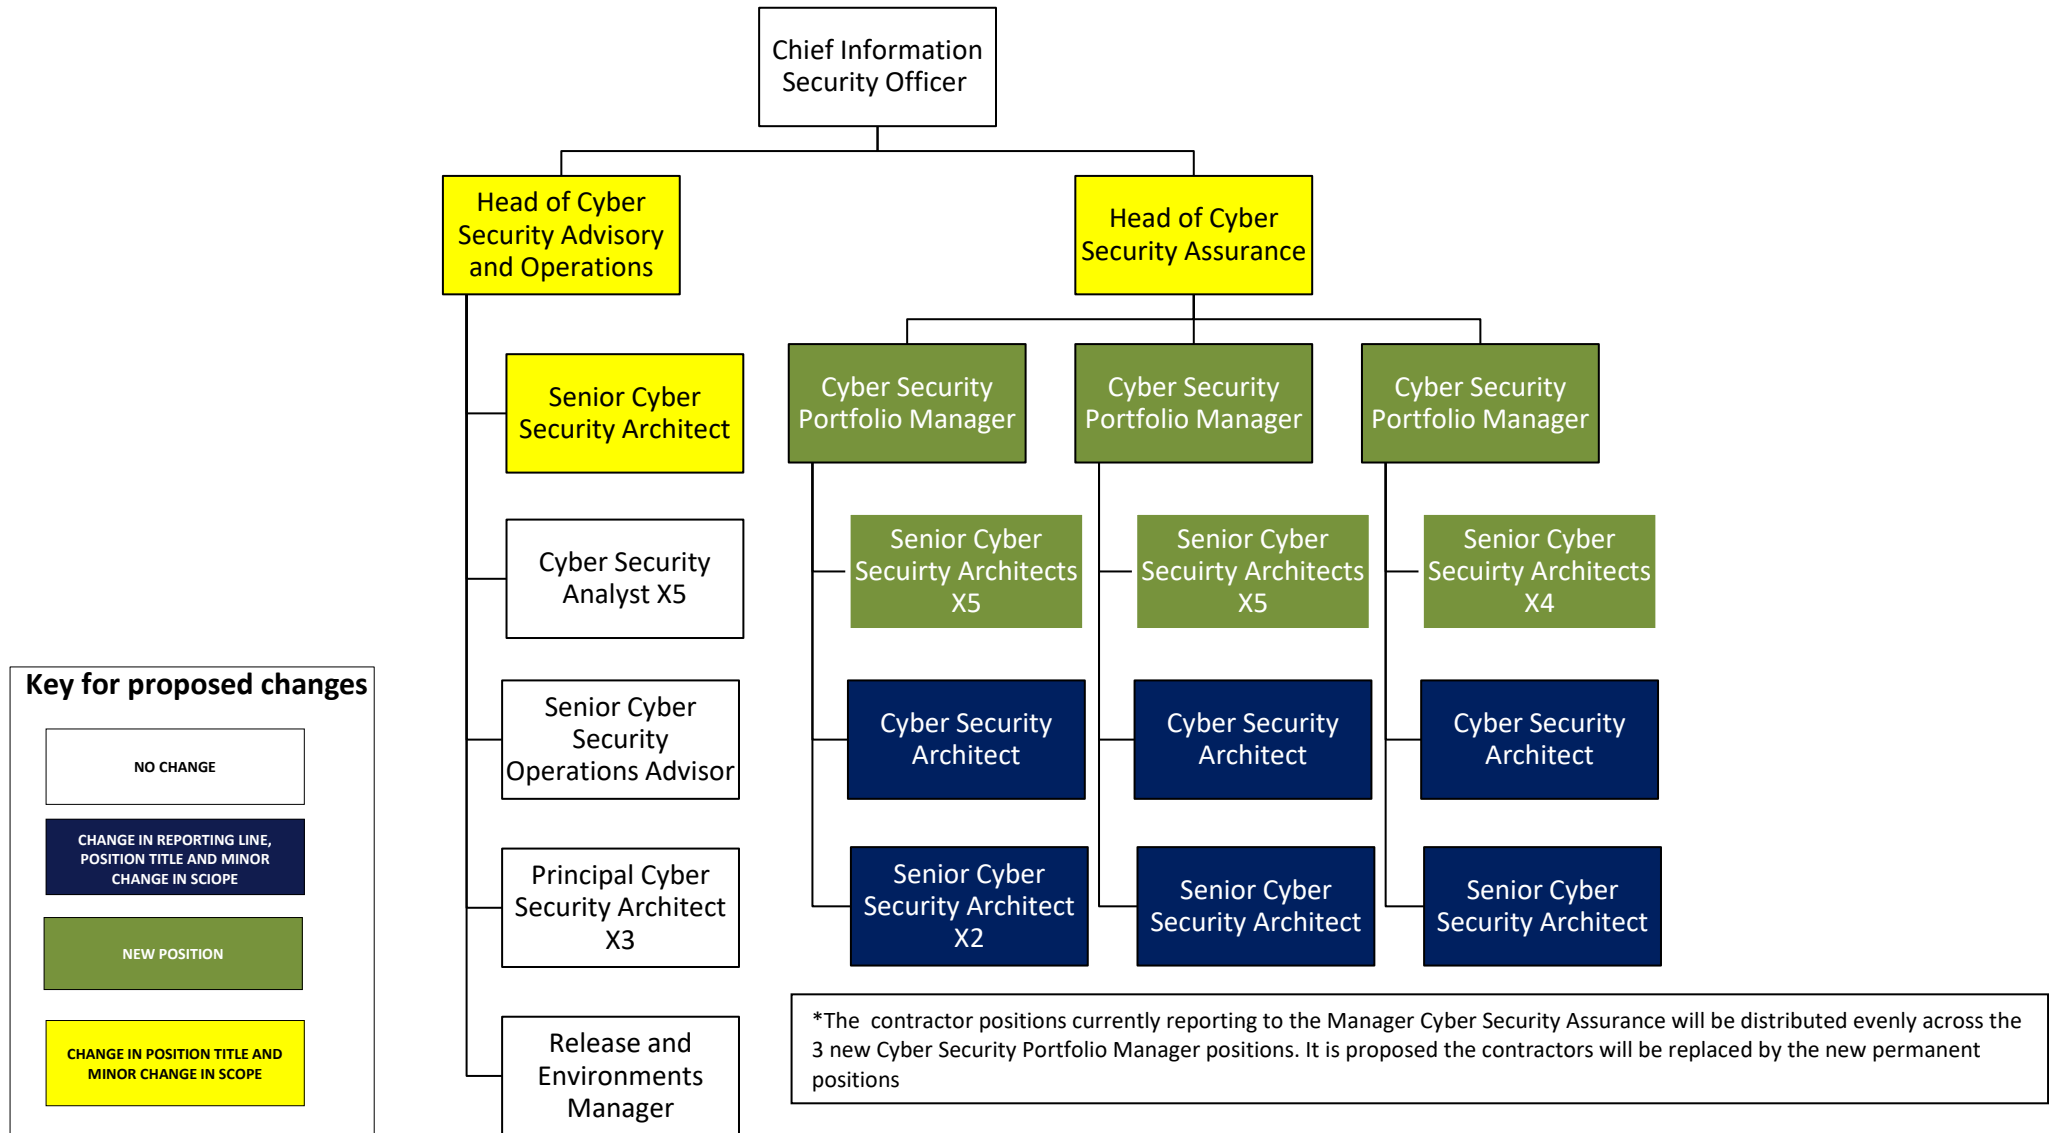 Chief Information
Security Officer
Head of Cyber
Security Advisory
and Operations
Head of Cyber
Security Assurance
Senior Cyber
Security Architect
Cyber Security
Portfolio Manager
Cyber Security
Portfolio Manager
Cyber Security
Portfolio Manager
Cyber Security
Analyst X5
Senior Cyber
Secuirty Architects
X5
Senior Cyber
Secuirty Architects
X5
Senior Cyber
Secuirty Architects
X4
Senior Cyber
Security
Operations Advisor
Cyber Security
Architect
Cyber Security
Architect
Cyber Security
Architect
Principal Cyber
Security Architect
X3
Senior Cyber
Security Architect
X2
Senior Cyber
Security Architect
Senior Cyber
Security Architect
Release and
Environments
Manager
Key for proposed changes
NO CHANGE
CHANGE IN REPORTING LINE,
POSITION TITLE AND MINOR
CHANGE IN SCIOPE
NEW POSITION
CHANGE IN POSITION TITLE AND
MINOR CHANGE IN SCOPE
*The contractor positions currently reporting to the Manager Cyber Security Assurance will be distributed evenly across the
3 new Cyber Security Portfolio Manager positions. It is proposed the contractors will be replaced by the new permanent
positions